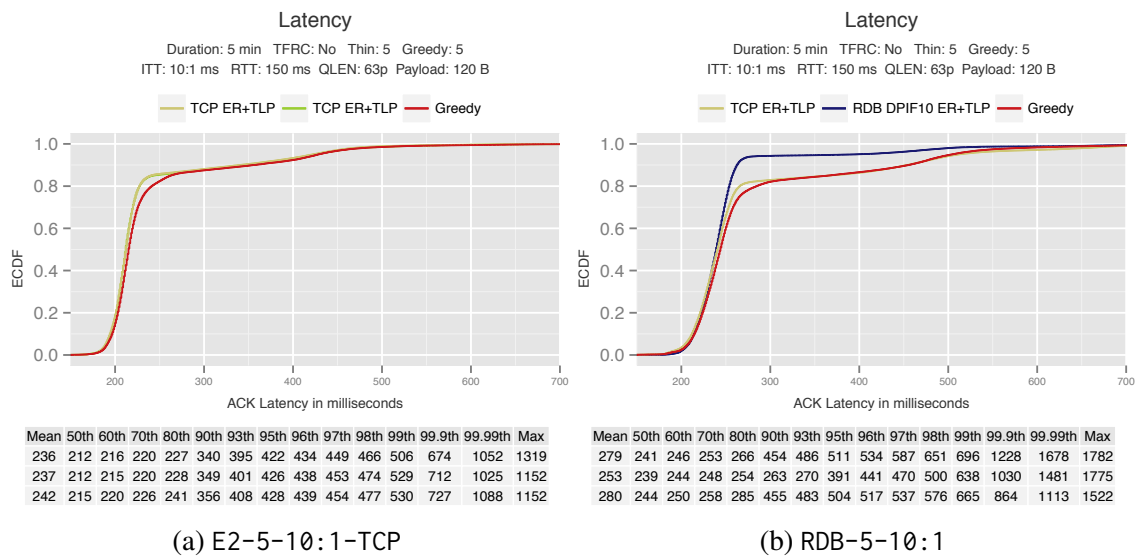 Latency
Duration: 5 min TFRC: No Thin: 5 Greedy: 5
ITT: 10:1 ms RTT: 150 ms QLEN: 63p Payload: 120 B
TCP ER+TLP TCP ER+TLP Greedy
1.0
0.8
0.6
0.4
0.2
0.0
ECDF
200 300 400 500 600 700
ACK Latency in milliseconds
Mean 50th 60th 70th 80th 90th 93th 95th 96th 97th 98th 99th 99.9th 99.99th Max
236 212 216 220 227 340 395 422 434 449 466 506 674 1052 1319
237 212 215 220 228 349 401 426 438 453 474 529 712 1025 1152
242 215 220 226 241 356 408 428 439 454 477 530 727 1088 1152
(a) E2-5-10:1-TCP
Latency
Duration: 5 min TFRC: No Thin: 5 Greedy: 5
ITT: 10:1 ms RTT: 150 ms QLEN: 63p Payload: 120 B
TCP ER+TLP RDB DPIF10 ER+TLP Greedy
1.0
0.8
0.6
0.4
0.2
0.0
ECDF
200 300 400 500 600 700
ACK Latency in milliseconds
Mean 50th 60th 70th 80th 90th 93th 95th 96th 97th 98th 99th 99.9th 99.99th Max
279 241 246 253 266 454 486 511 534 587 651 696 1228 1678 1782
253 239 244 248 254 263 270 391 441 470 500 638 1030 1481 1775
280 244 250 258 285 455 483 504 517 537 576 665 864 1113 1522
(b) RDB-5-10:1